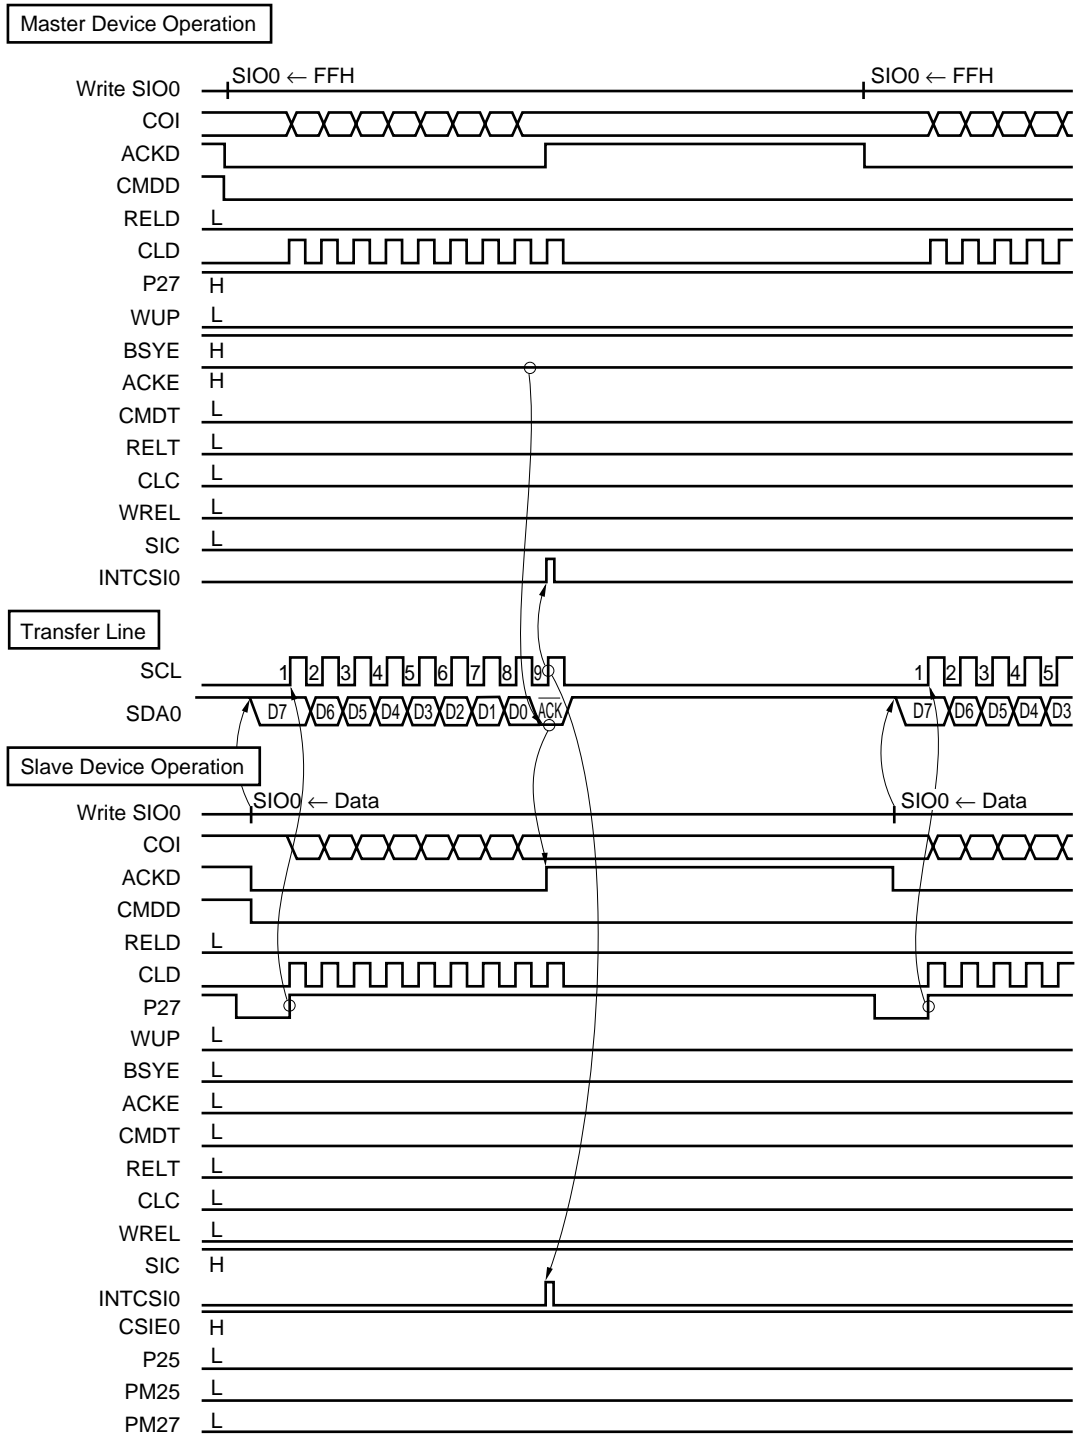 Master Device Operation
Write SIO0 SIO0 ← FFH SIO0 ← FFH
COI
ACKD
CMDD
RELD L
CLD
P27 H
WUP L
BSYE H
ACKE H
CMDT L
RELT L
CLC L
WREL L
SIC L
INTCSI0
Transfer Line
SCL 1 2 3 4 5 6 7 8 9 1 2 3 4 5
SDA0 D7 D6 D5 D4 D3 D2 D1 D0 A̅C̅K̅ D7 D6 D5 D4 D3
Slave Device Operation
Write SIO0 SIO0 ← Data SIO0 ← Data
COI
ACKD
CMDD
RELD L
CLD
P27
WUP L
BSYE L
ACKE L
CMDT L
RELT L
CLC L
WREL L
SIC H
INTCSI0
CSIE0 H
P25 L
PM25 L
PM27 L